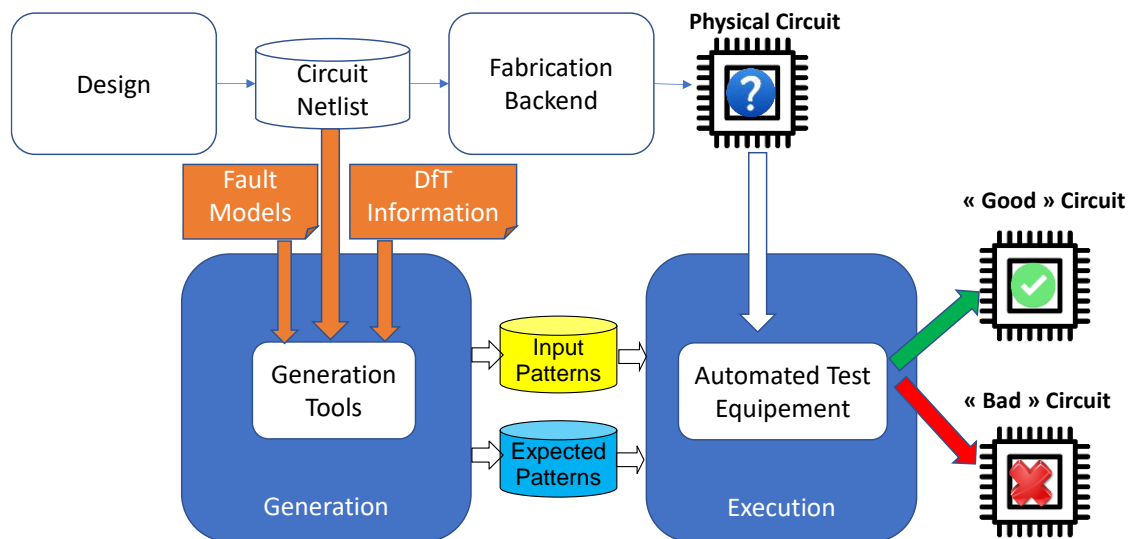 Physical Circuit
Design
Circuit
Netlist
Fabrication
Backend
?
Fault
Models
DfT
Information
« Good » Circuit
Generation
Tools
Input
Patterns
Automated Test
Equipement
« Bad » Circuit
Expected
Patterns
Generation
Execution